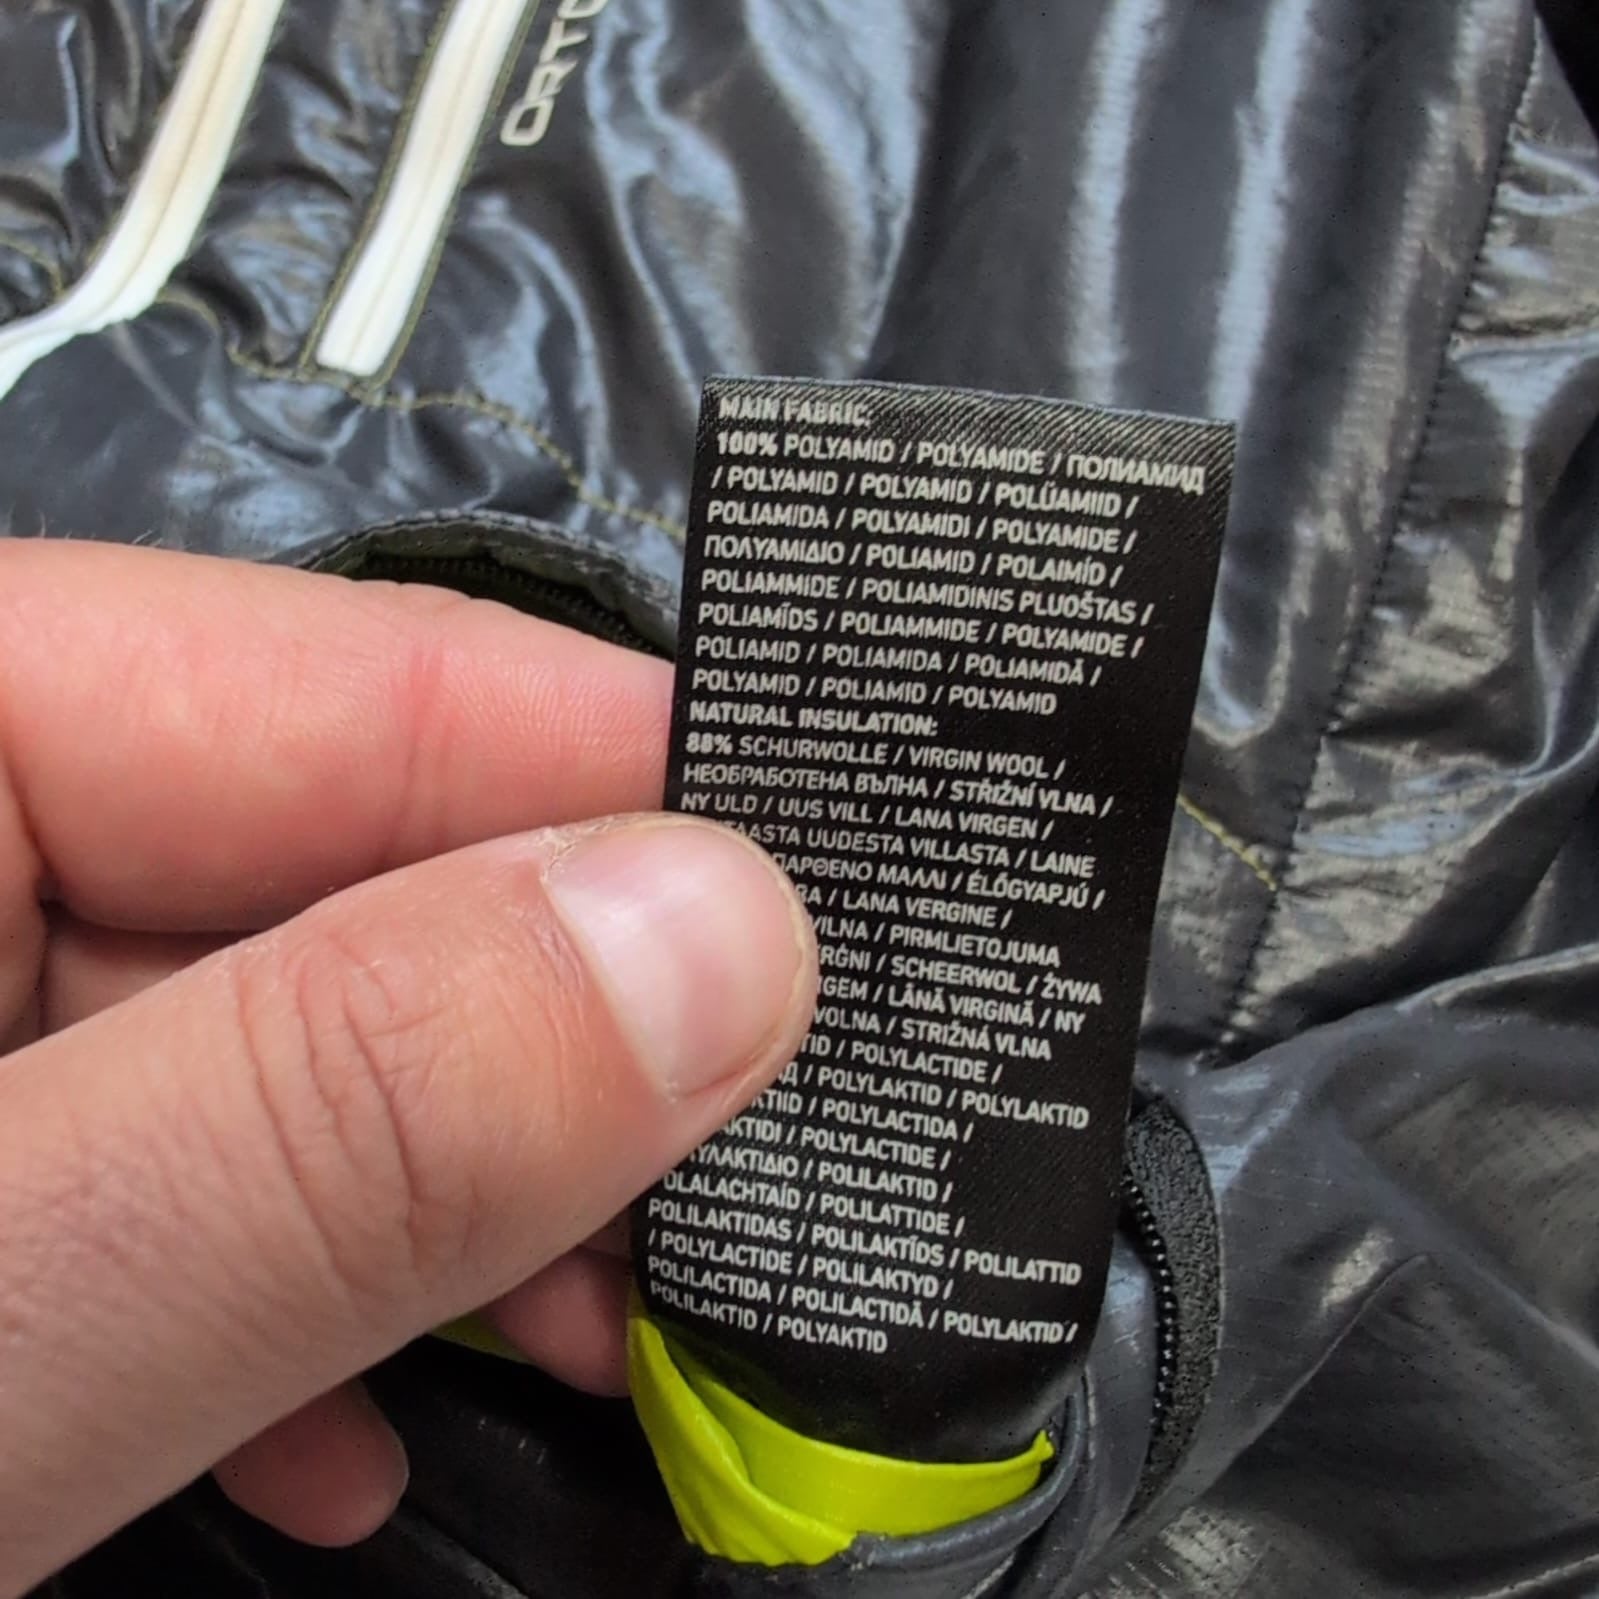 ORTO
MAIN FABRIC:
100% POLYAMID / POLYAMIDE / ПОЛИАМИД
/ POLYAMID / POLYAMID / POLÜAMIID /
POLIAMIDA / POLYAMIDI / POLYAMIDE /
ΠΟΛΥΑΜΙΔΙΟ / POLIAMID / POLAIMÍD /
POLIAMMIDE / POLIAMIDINIS PLUOŠTAS /
POLIAMĪDS / POLIAMMIDE / POLYAMIDE /
POLIAMID / POLIAMIDA / POLIAMIDĂ /
POLYAMID / POLIAMID / POLYAMID
NATURAL INSULATION:
88% SCHURWOLLE / VIRGIN WOOL /
НЕОБРАБОТЕНА ВЪЛНА / STŘIŽNÍ VLNA /
NY ULD / UUS VILL / LANA VIRGEN /
UUDESTA VILLASTA / LAINE
ΠΑΡΘΕΝΟ ΜΑΛΛΙ / ÉLŐGYAPJÚ /
/ LANA VERGINE /
VILNA / PIRMLIETOJUMA
/ SCHEERWOL / ŻYWA
/ LÂNĂ VIRGINĂ / NY
VOLNA / STRIŽNÁ VLNA
/ POLYLACTIDE /
/ POLYLAKTID / POLYLAKTID
/ POLYLACTIDA /
/ POLYLACTIDE /
/ POLILAKTID /
/ POLILATTIDE /
POLILAKTIDAS / POLILAKTĪDS / POLILATTID
/ POLYLACTIDE / POLILAKTYD /
POLILACTIDA / POLILACTIDĂ / POLYLAKTID /
POLILAKTID / POLYAKTID